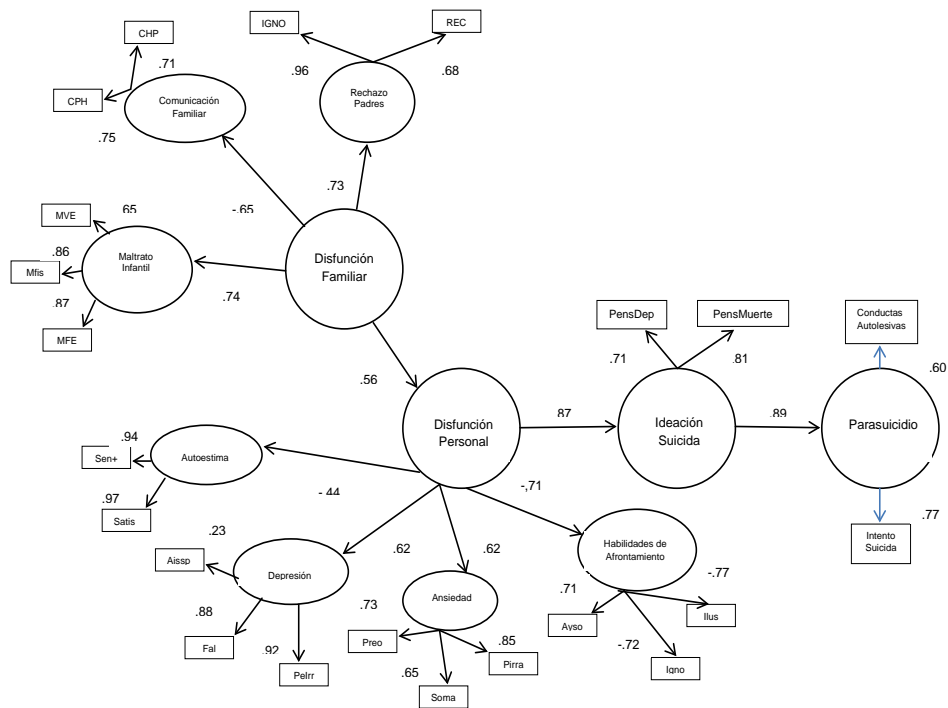 CHP
IGNO
REC
.71
.96
.68
CPH
Comunicación
Familiar
Rechazo
Padres
.75
.73
-.65
MVE
.65
.86
Mfis
Maltrato
Infantil
.74
.87
MFE
Disfunción
Familiar
.56
PensDep
PensMuerte
Conductas
Autolesivas
.71
.81
.60
Disfunción
Personal
.87
Ideación
Suicida
.89
Parasuicidio
.94
Sen+
Autoestima
.97
Satis
-.44
-,71
.77
Intento
Suicida
.23
Aissp
Depresión
.62
.62
Habilidades de
Afrontamiento
.88
Fal
.92
Pelrr
.73
Ansiedad
Preo
.85
Pirra
.65
Soma
.71
-.77
Ayso
Ilus
-.72
Igno